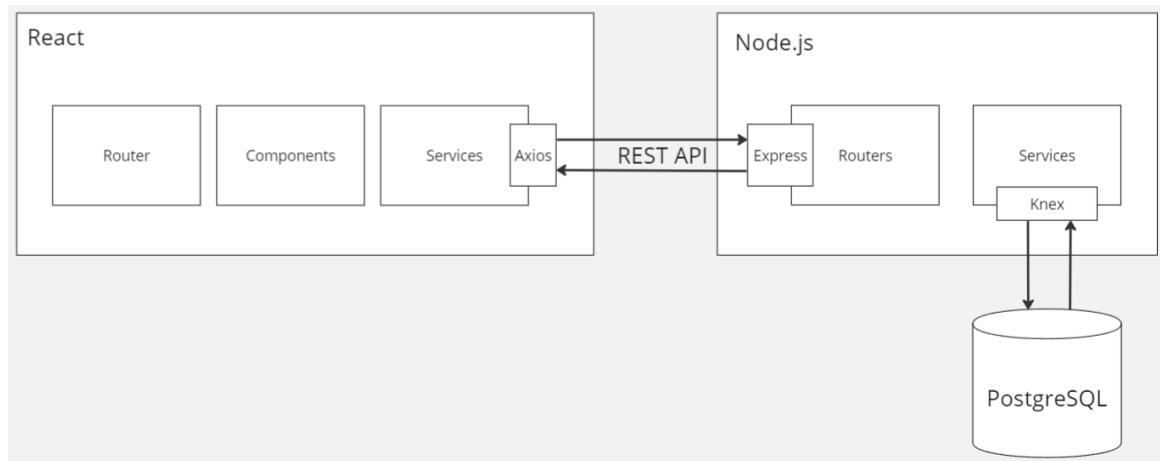 React
Node.js
Router
Components
Services
Axios
REST API
Express
Routers
Services
Knex
PostgreSQL